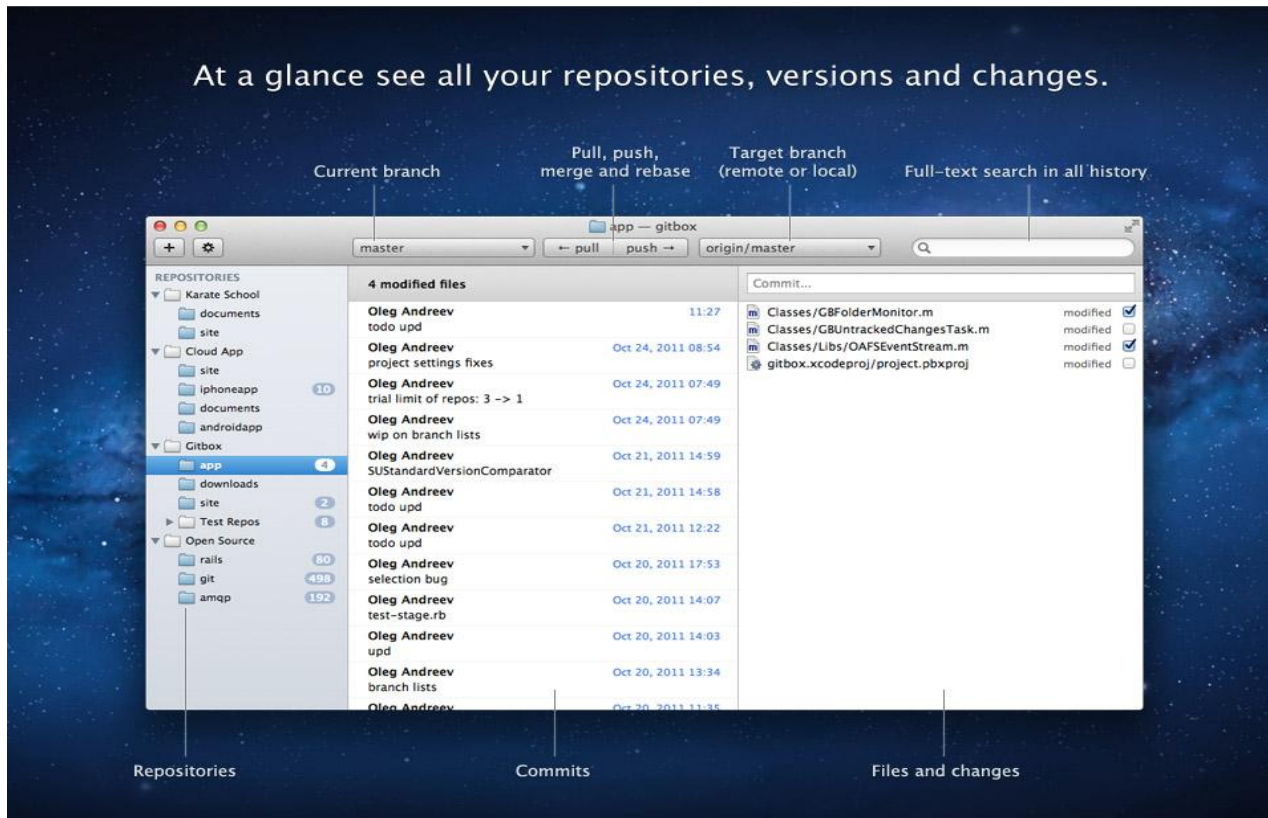 At a glance see all your repositories, versions and changes.
Current branch
Pull, push,
merge and rebase
Target branch
(remote or local)
Full-text search in all history
app — gitbox
+
master
← pull
push →
origin/master
REPOSITORIES
Karate School
documents
site
Cloud App
site
iphoneapp 10
documents
androidapp
Gitbox
app 4
downloads
site 2
Test Repos 8
Open Source
rails 80
git 498
amqp 192
4 modified files
Oleg Andreev 11:27
todo upd
Oleg Andreev Oct 24, 2011 08:54
project settings fixes
Oleg Andreev Oct 24, 2011 07:49
trial limit of repos: 3 -> 1
Oleg Andreev Oct 24, 2011 07:49
wip on branch lists
Oleg Andreev Oct 21, 2011 14:59
SUStandardVersionComparator
Oleg Andreev Oct 21, 2011 14:58
todo upd
Oleg Andreev Oct 21, 2011 12:22
todo upd
Oleg Andreev Oct 20, 2011 17:53
selection bug
Oleg Andreev Oct 20, 2011 14:07
test-stage.rb
Oleg Andreev Oct 20, 2011 14:03
upd
Oleg Andreev Oct 20, 2011 13:34
branch lists
Oleg Andreev Oct 20, 2011 11:35
Commit...
Classes/GBFolderMonitor.m modified
Classes/GBUntrackedChangesTask.m modified
Classes/Libs/OAFSEventStream.m modified
gitbox.xcodeproj/project.pbxproj modified
Repositories
Commits
Files and changes